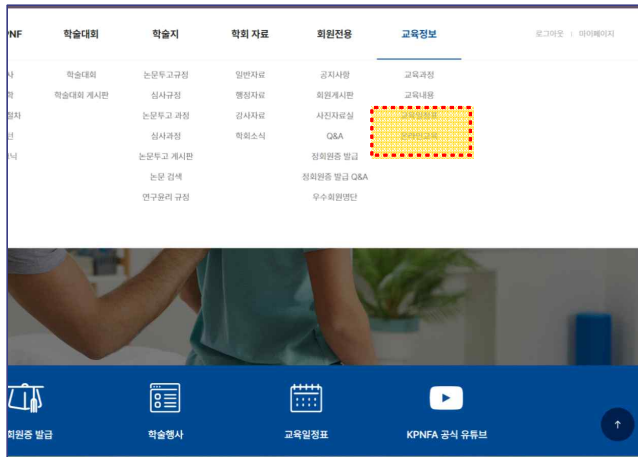 PNF 학술대회 학술지 학회 자료 회원전용 교육정보 로그아웃 | 마이페이지
사 학술대회 논문투고규정 일반자료 공지사항 교육과정
학 학술대회 게시판 심사규정 행정자료 회원게시판 교육내용
절차 논문투고 과정 감사자료 사진자료실 교육일정표
심사과정 학회소식 Q&A 온라인교육
닉 논문투고 게시판 정회원증 발급
논문 검색 정회원증 발급 Q&A
연구윤리 규정 우수회원명단
회원증 발급 학술행사 교육일정표 KPNFA 공식 유튜브